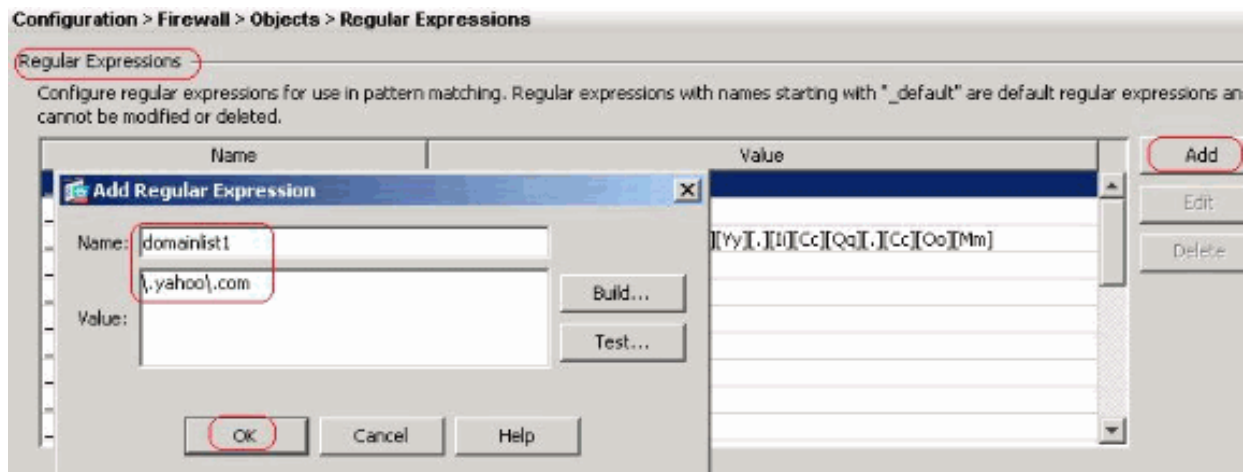 Configuration > Firewall > Objects > Regular Expressions
Regular Expressions
Configure regular expressions for use in pattern matching. Regular expressions with names starting with "_default" are default regular expressions an
cannot be modified or deleted.
Name Value
Add
Add Regular Expression
Edit
Name: domainlist1
][Yy][.][Ii][Cc][Qq][.][Cc][Oo][Mm]
Delete
\.yahoo\.com
Build...
Value:
Test...
OK Cancel Help